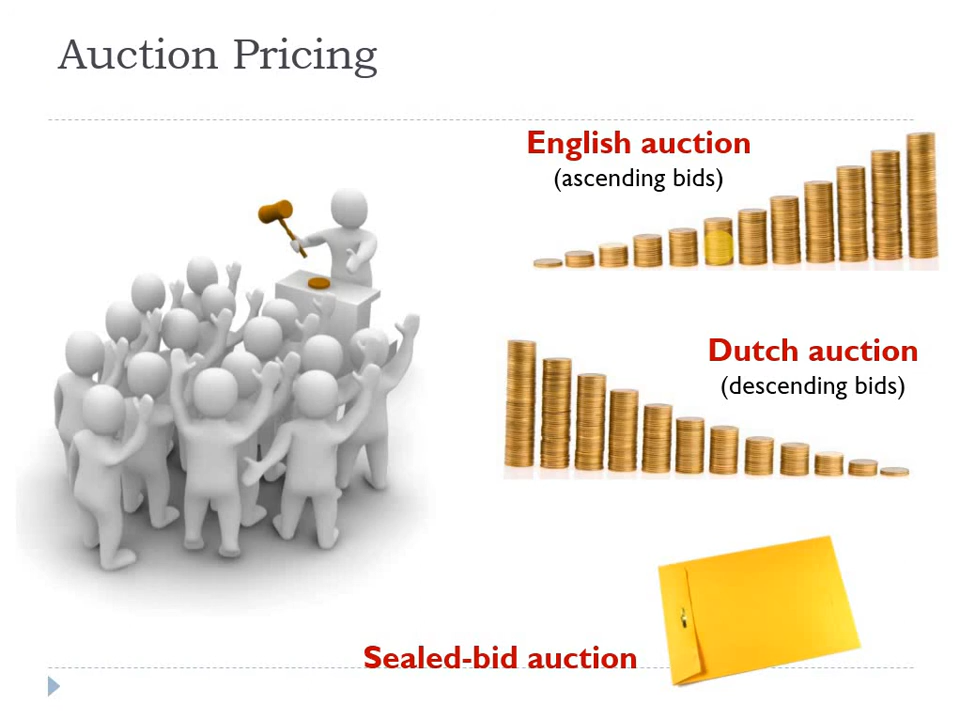 Auction Pricing
English auction
(ascending bids)
Dutch auction
(descending bids)
Sealed-bid auction